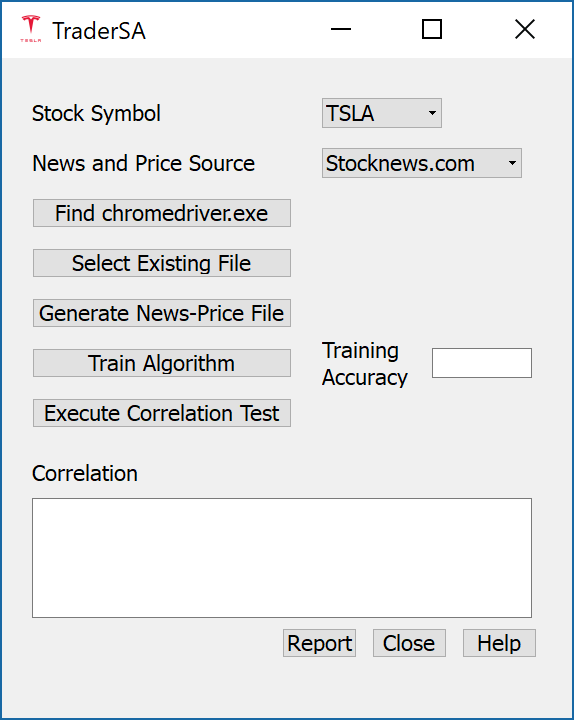 TESLA
TraderSA
Stock Symbol
TSLA
News and Price Source
Stocknews.com
Find chromedriver.exe
Select Existing File
Generate News-Price File
Train Algorithm
Training
Accuracy
Execute Correlation Test
Correlation
Report
Close
Help